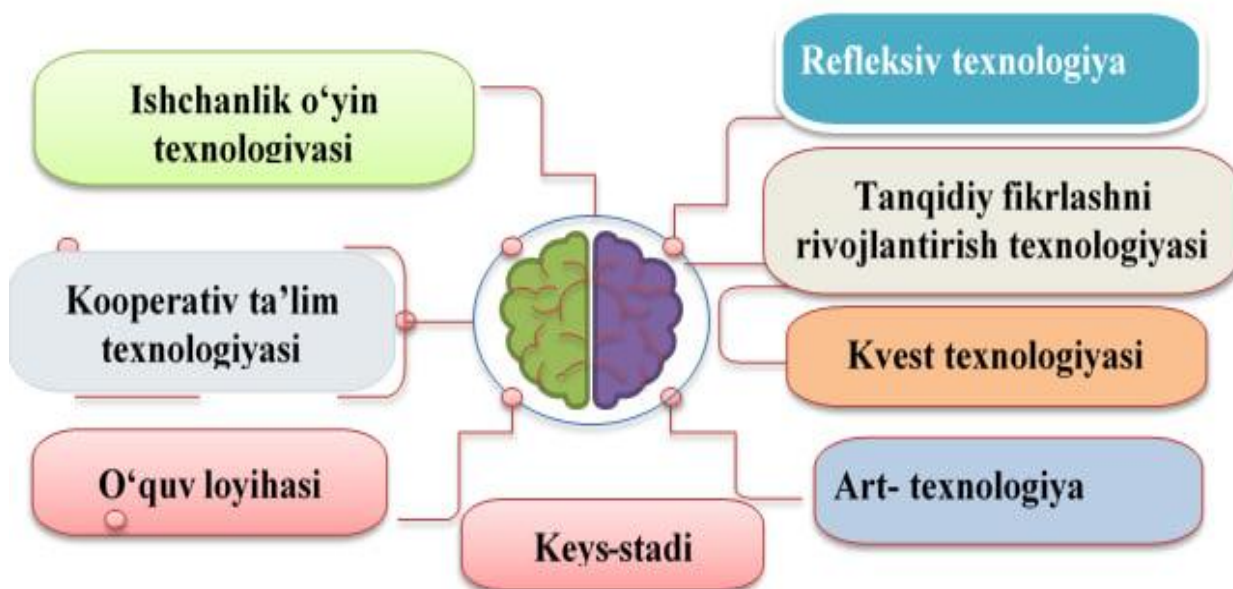 Ishchanlik o‘yin
texnologiyasi
Kooperativ ta’lim
texnologiyasi
O‘quv loyihasi
Keys-stadi
Refleksiv texnologiya
Tanqidiy fikrlashni
rivojlantirish texnologiyasi
Kvest texnologiyasi
Art- texnologiya